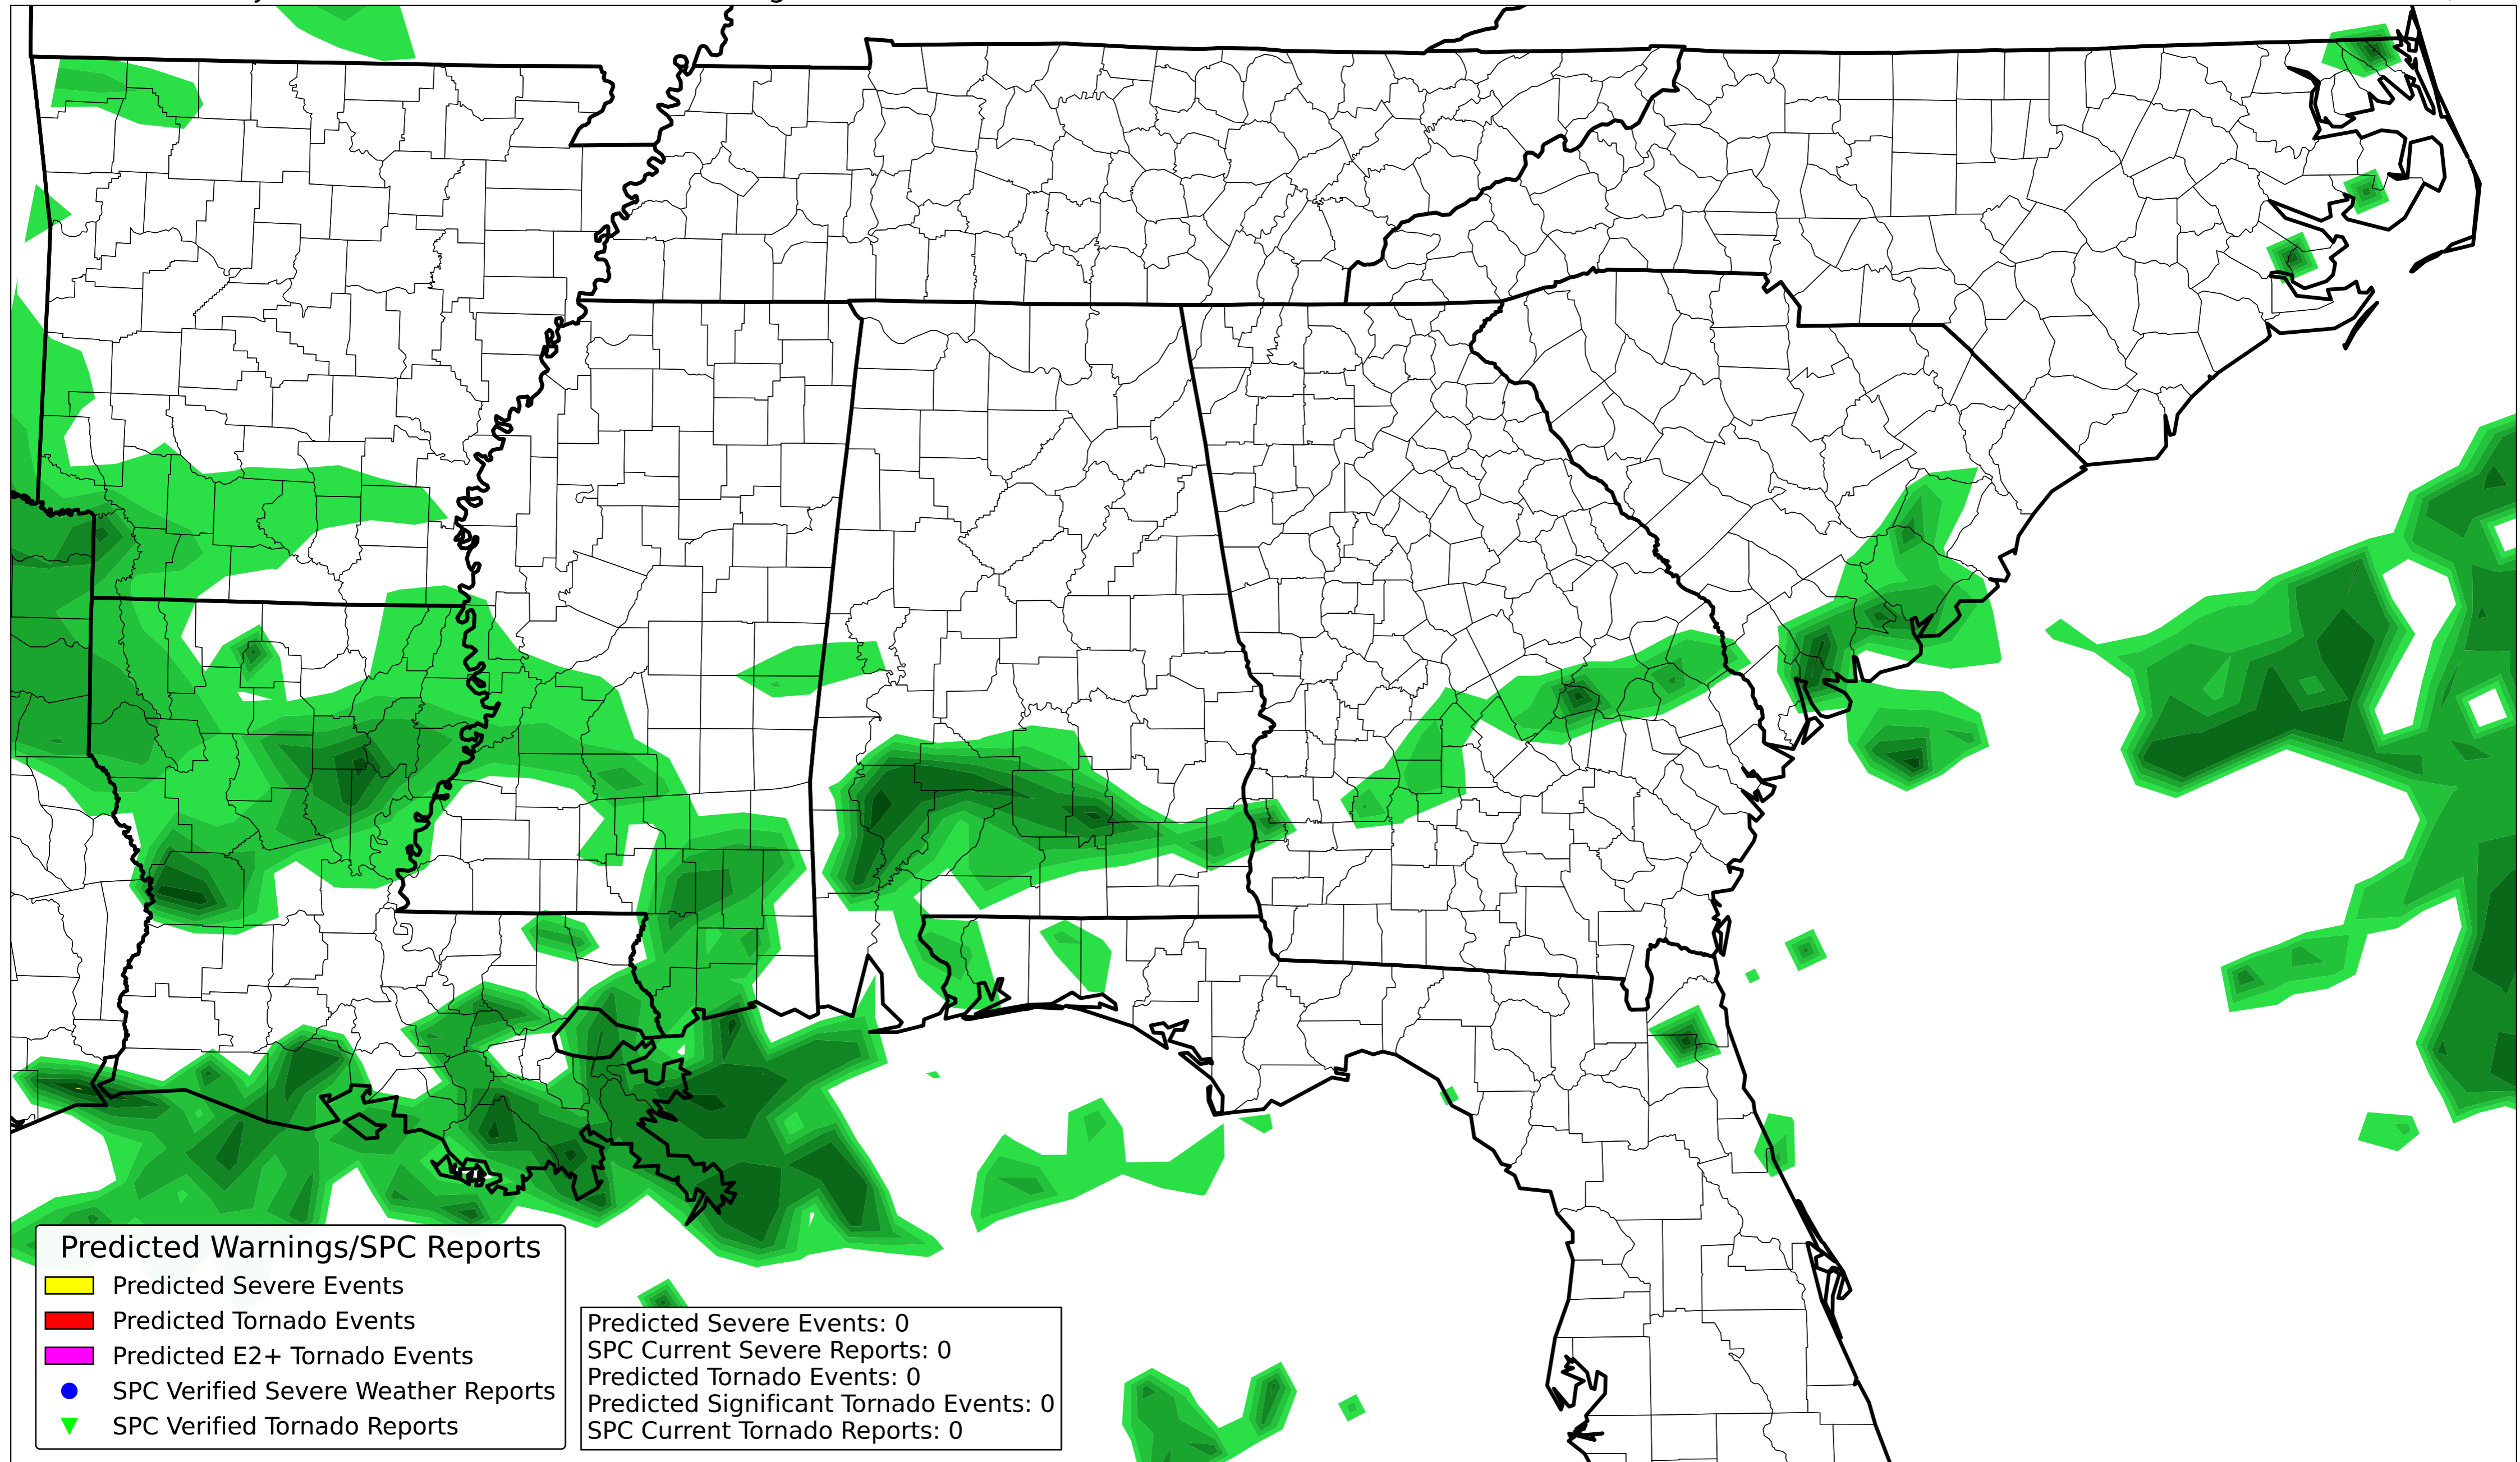 Predicted Warnings/SPC Reports
Predicted Severe Events
Predicted Tornado Events
Predicted E2+ Tornado Events
SPC Verified Severe Weather Reports
SPC Verified Tornado Reports
Predicted Severe Events: 0
SPC Current Severe Reports: 0
Predicted Tornado Events: 0
Predicted Significant Tornado Events: 0
SPC Current Tornado Reports: 0